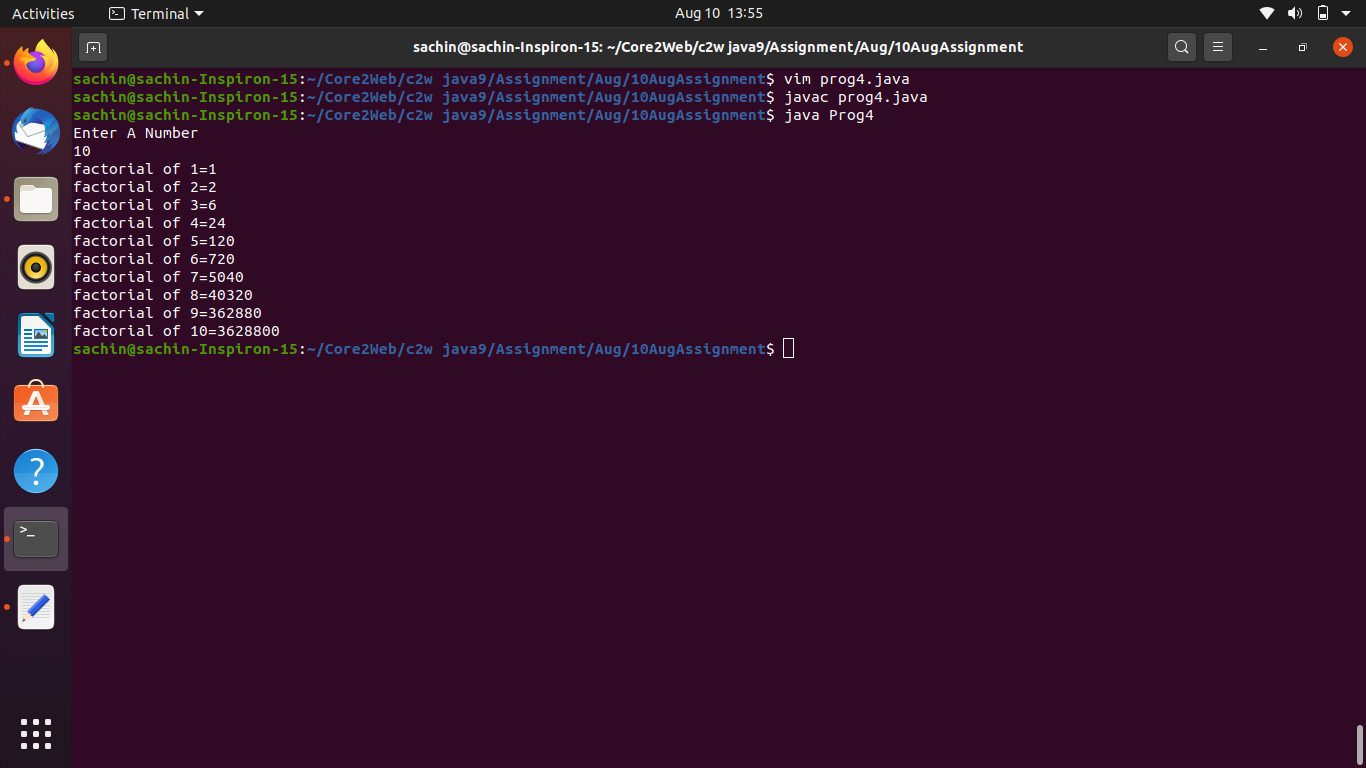 Activities Terminal Aug 10 13:55
sachin@sachin-Inspiron-15: ~/Core2Web/c2w java9/Assignment/Aug/10AugAssignment
sachin@sachin-Inspiron-15:~/Core2Web/c2w java9/Assignment/Aug/10AugAssignment$ vim prog4.java
sachin@sachin-Inspiron-15:~/Core2Web/c2w java9/Assignment/Aug/10AugAssignment$ javac prog4.java
sachin@sachin-Inspiron-15:~/Core2Web/c2w java9/Assignment/Aug/10AugAssignment$ java Prog4
Enter A Number
10
factorial of 1=1
factorial of 2=2
factorial of 3=6
factorial of 4=24
factorial of 5=120
factorial of 6=720
factorial of 7=5040
factorial of 8=40320
factorial of 9=362880
factorial of 10=3628800
sachin@sachin-Inspiron-15:~/Core2Web/c2w java9/Assignment/Aug/10AugAssignment$